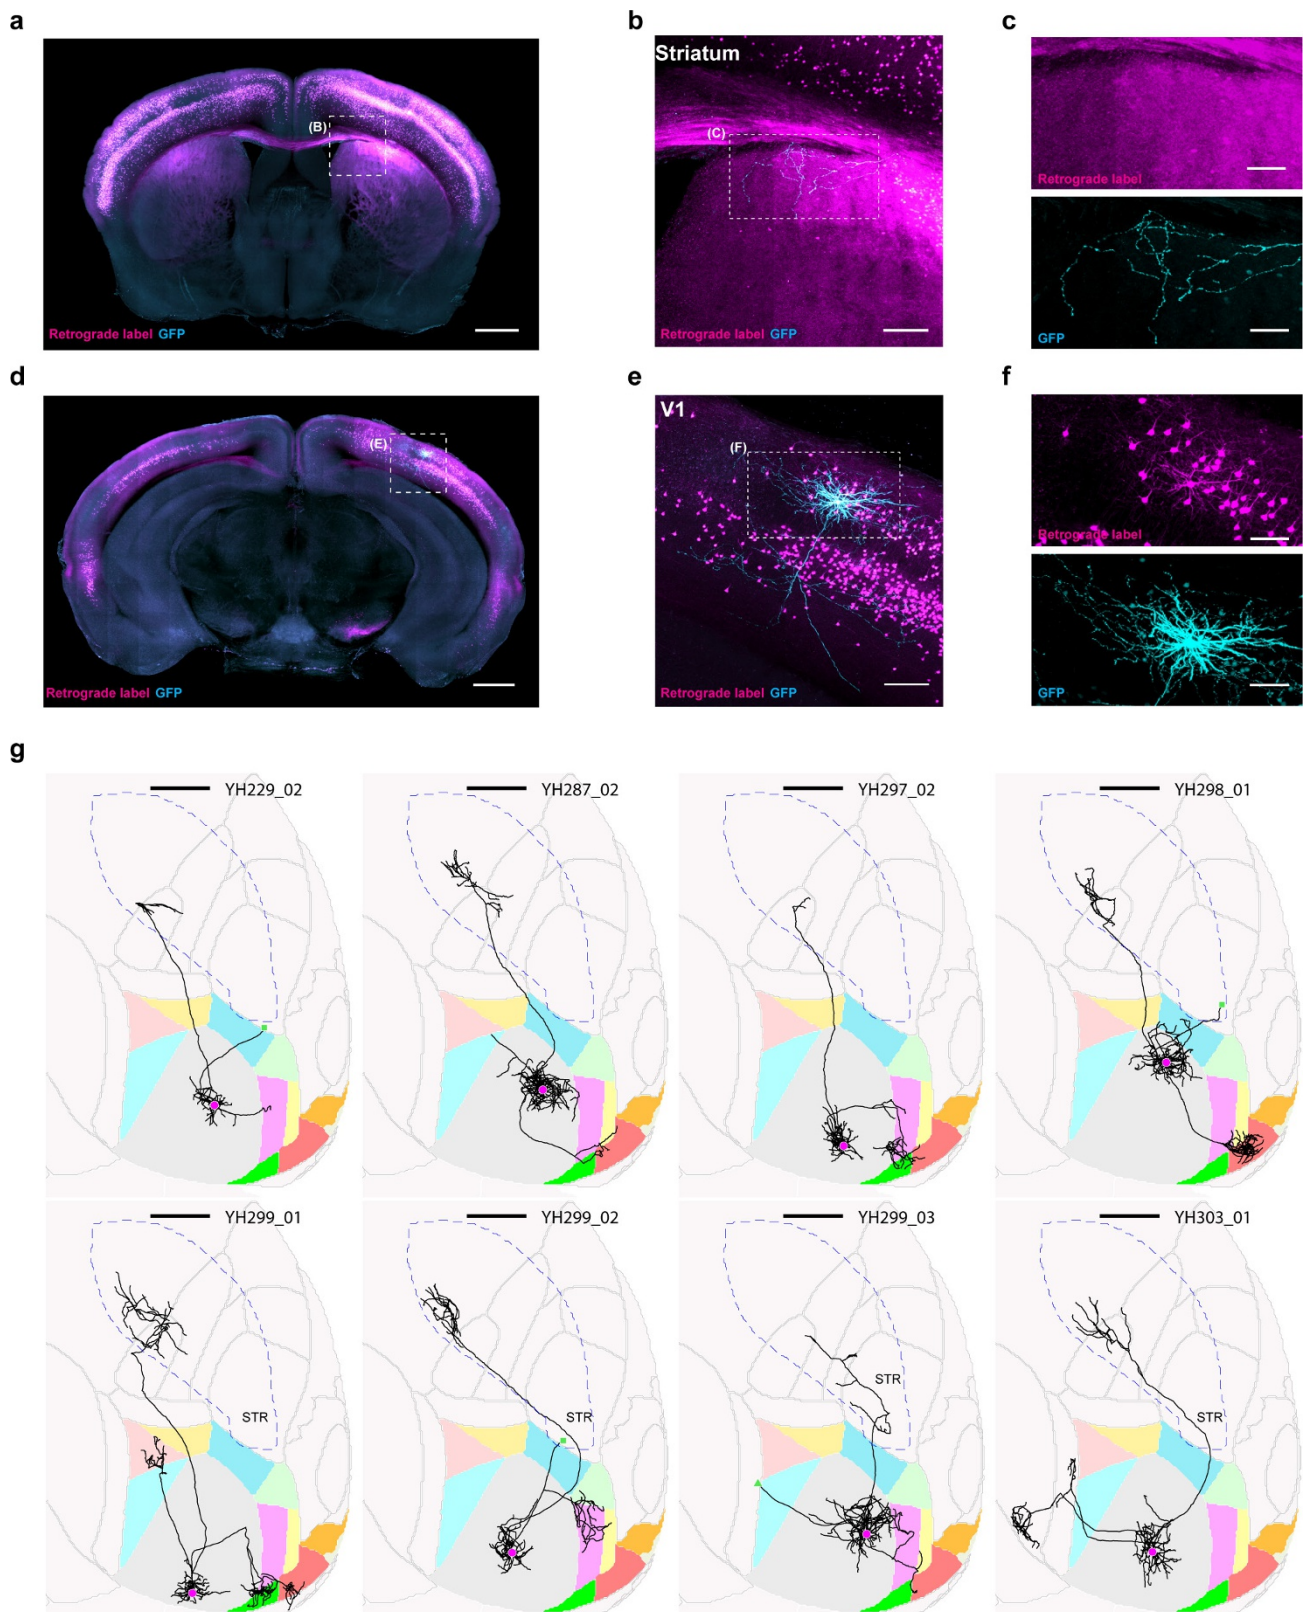 a
(B)
Retrograde label GFP
b
Striatum
(C)
Retrograde label GFP
c
Retrograde label
GFP
d
(E)
Retrograde label GFP
e
V1
(F)
Retrograde label GFP
f
Retrograde label
GFP
g
YH229_02
YH287_02
YH297_02
YH298_01
YH299_01
STR
YH299_02
STR
YH299_03
STR
YH303_01
STR